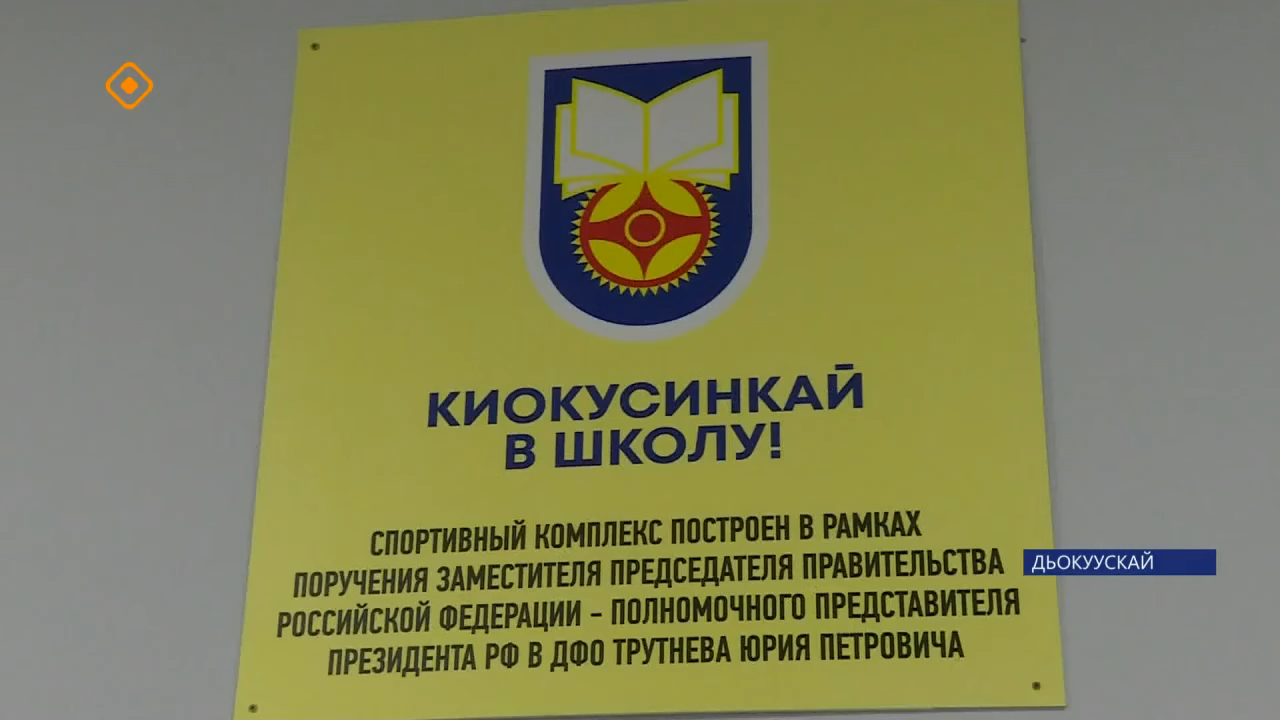 КИОКУСИНКАЙ
В ШКОЛУ!
СПОРТИВНЫЙ КОМПЛЕКС ПОСТРОЕН В РАМКАХ
ПОРУЧЕНИЯ ЗАМЕСТИТЕЛЯ ПРЕДСЕДАТЕЛЯ ПРАВИТЕЛЬСТВА
РОССИЙСКОЙ ФЕДЕРАЦИИ – ПОЛНОМОЧНОГО ПРЕДСТАВИТЕЛЯ
ПРЕЗИДЕНТА РФ В ДФО ТРУТНЕВА ЮРИЯ ПЕТРОВИЧА
ДЬОКУУСКАЙ